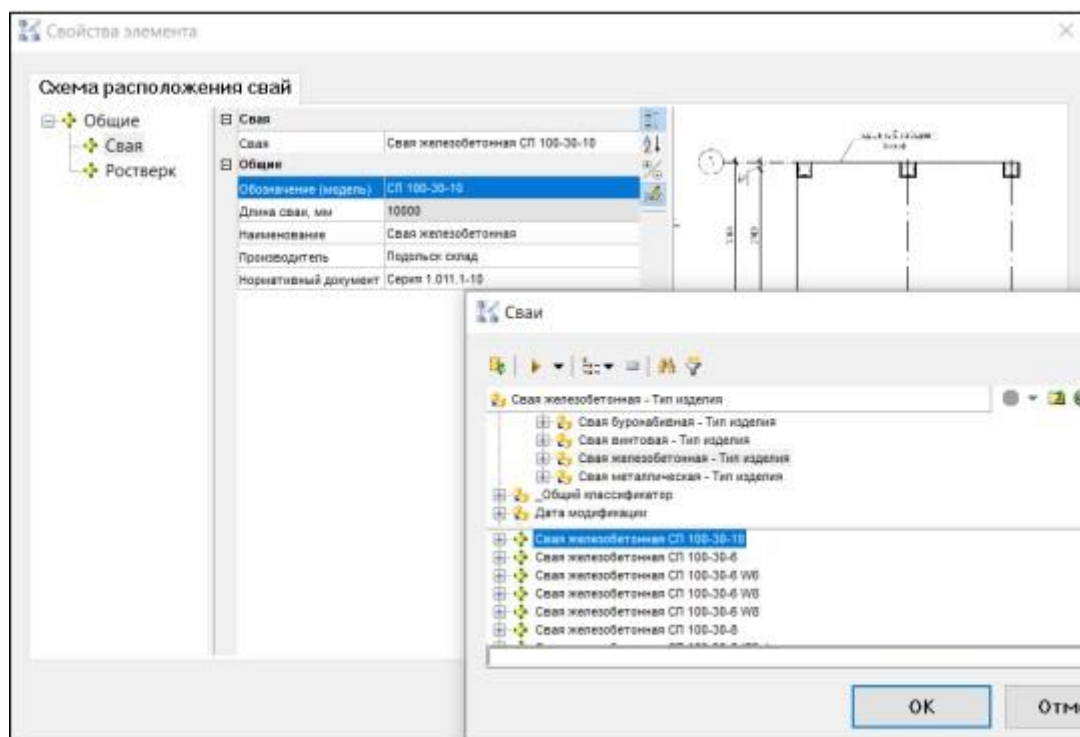 Свойства элемента
Схема расположения свай
Общие
Свая
Ростверк
Свая
Свая Свая железобетонная СП 100-30-10
Общие
Обозначение (модель) СП 100-30-10
Длина сваи, мм 10000
Наименование Свая железобетонная
Производитель Подольск склад
Нормативный документ Серия 1.011.1-10
Сваи
Свая железобетонная - Тип изделия
Свая буронабивная - Тип изделия
Свая винтовая - Тип изделия
Свая железобетонная - Тип изделия
Свая металлическая - Тип изделия
_Общий классификатор
Дата модификации
Свая железобетонная СП 100-30-10
Свая железобетонная СП 100-30-6
Свая железобетонная СП 100-30-6 W6
Свая железобетонная СП 100-30-6 W8
Свая железобетонная СП 100-30-6 W8
Свая железобетонная СП 100-30-8
OK
Отм